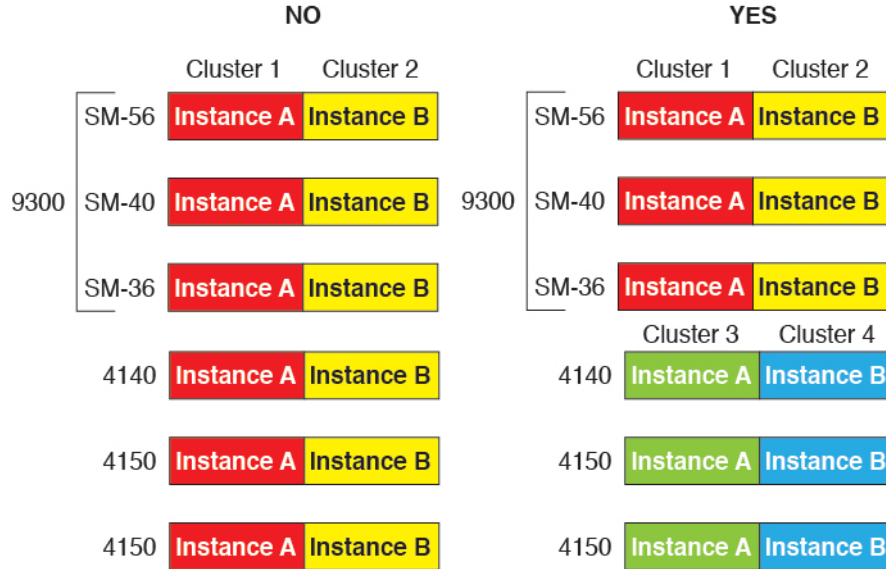 NO
YES
Cluster 1 Cluster 2
Cluster 1 Cluster 2
SM-56 Instance A Instance B
SM-56 Instance A Instance B
9300 SM-40 Instance A Instance B
9300 SM-40 Instance A Instance B
SM-36 Instance A Instance B
SM-36 Instance A Instance B
Cluster 3 Cluster 4
4140 Instance A Instance B
4140 Instance A Instance B
4150 Instance A Instance B
4150 Instance A Instance B
4150 Instance A Instance B
4150 Instance A Instance B